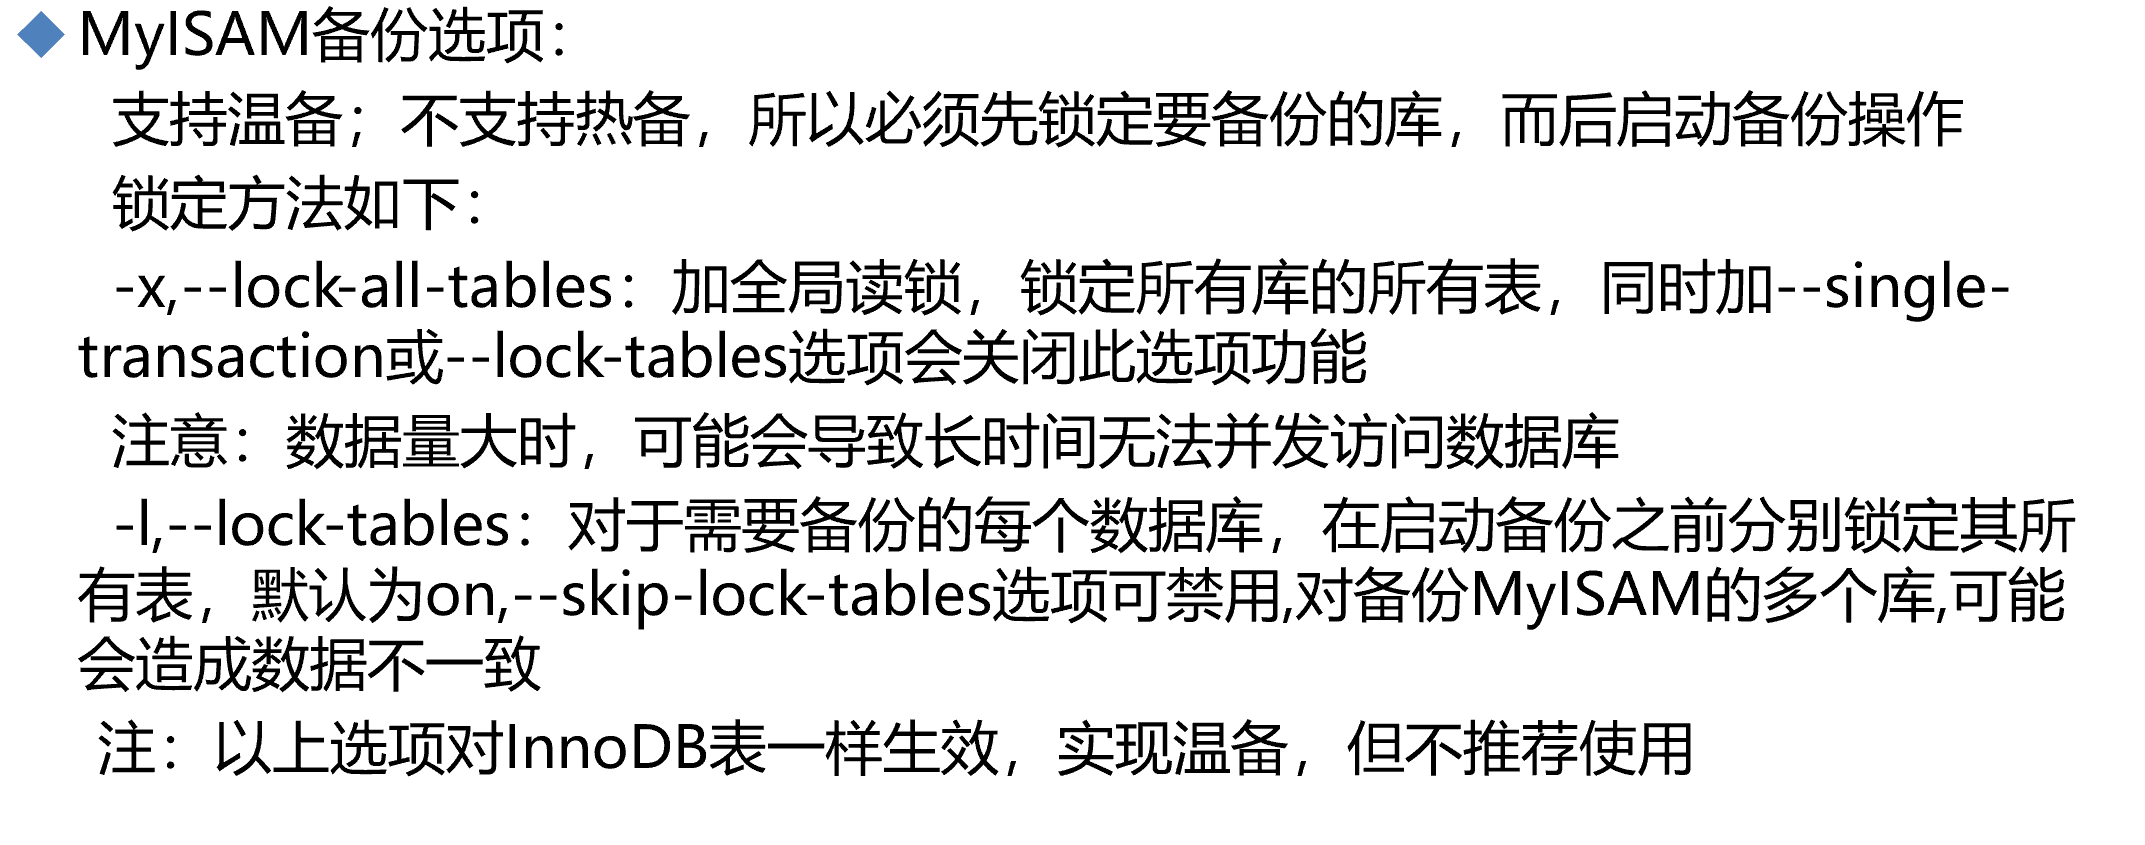 MyISAM备份选项：
支持温备；不支持热备，所以必须先锁定要备份的库，而后启动备份操作
锁定方法如下：
-x,--lock-all-tables：加全局读锁，锁定所有库的所有表，同时加--single-
transaction或--lock-tables选项会关闭此选项功能
注意：数据量大时，可能会导致长时间无法并发访问数据库
-l,--lock-tables：对于需要备份的每个数据库，在启动备份之前分别锁定其所
有表，默认为on,--skip-lock-tables选项可禁用,对备份MyISAM的多个库,可能
会造成数据不一致
注：以上选项对InnoDB表一样生效，实现温备，但不推荐使用